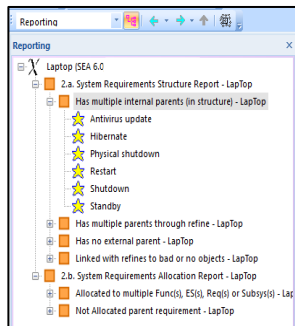 Reporting
Reporting
Laptop (SEA 6.0
2.a. System Requirements Structure Report - LapTop
Has multiple internal parents (in structure) - LapTop
Antivirus update
Hibernate
Physical shutdown
Restart
Shutdown
Standby
Has multiple parents through refine - LapTop
Has no external parent - LapTop
Linked with refines to bad or no objects - LapTop
2.b. System Requirements Allocation Report - LapTop
Allocated to multiple Func(s), ES(s), Req(s) or Subsys(s) - Lap
Not Allocated parent requirement - LapTop